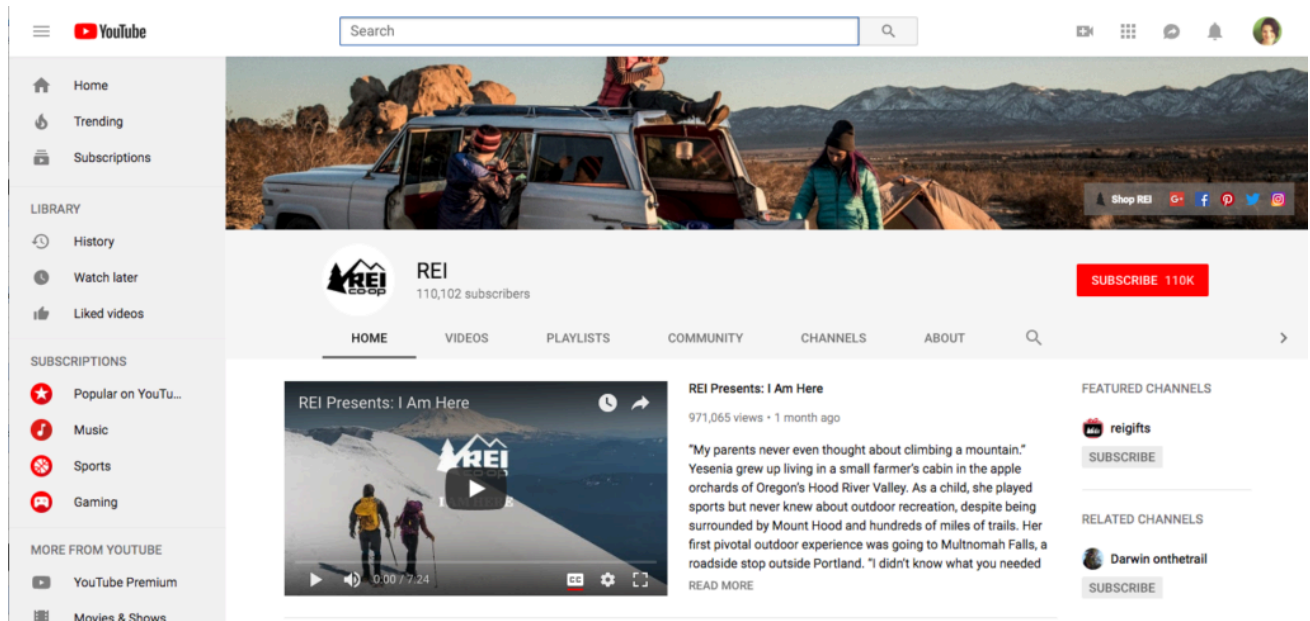 YouTube
Search
Home
Trending
Subscriptions
LIBRARY
History
Watch later
Liked videos
SUBSCRIPTIONS
Popular on YouTu...
Music
Sports
Gaming
MORE FROM YOUTUBE
YouTube Premium
Movies & Shows
Shop REI
G+
REI
CO·OP
REI
110,102 subscribers
SUBSCRIBE 110K
HOME VIDEOS PLAYLISTS COMMUNITY CHANNELS ABOUT
REI Presents: I Am Here
REI
CO·OP
I AM HERE
0:00 / 7:24
CC
REI Presents: I Am Here
971,065 views • 1 month ago
"My parents never even thought about climbing a mountain."
Yesenia grew up living in a small farmer's cabin in the apple
orchards of Oregon's Hood River Valley. As a child, she played
sports but never knew about outdoor recreation, despite being
surrounded by Mount Hood and hundreds of miles of trails. Her
first pivotal outdoor experience was going to Multnomah Falls, a
roadside stop outside Portland. "I didn't know what you needed
READ MORE
FEATURED CHANNELS
reigifts
SUBSCRIBE
RELATED CHANNELS
Darwin onthetrail
SUBSCRIBE